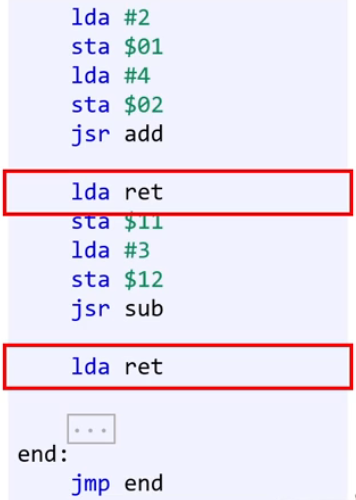 lda #2
sta $01
lda #4
sta $02
jsr add
lda ret
sta $11
lda #3
sta $12
jsr sub
lda ret
...
end:
jmp end